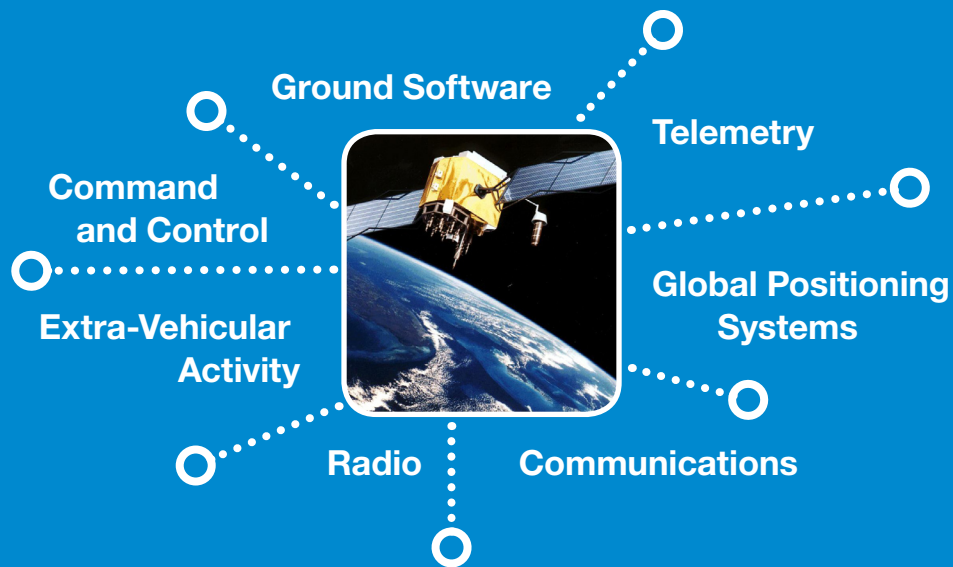 Ground Software
Telemetry
Command
and Control
Global Positioning
Systems
Extra-Vehicular
Activity
Radio
Communications